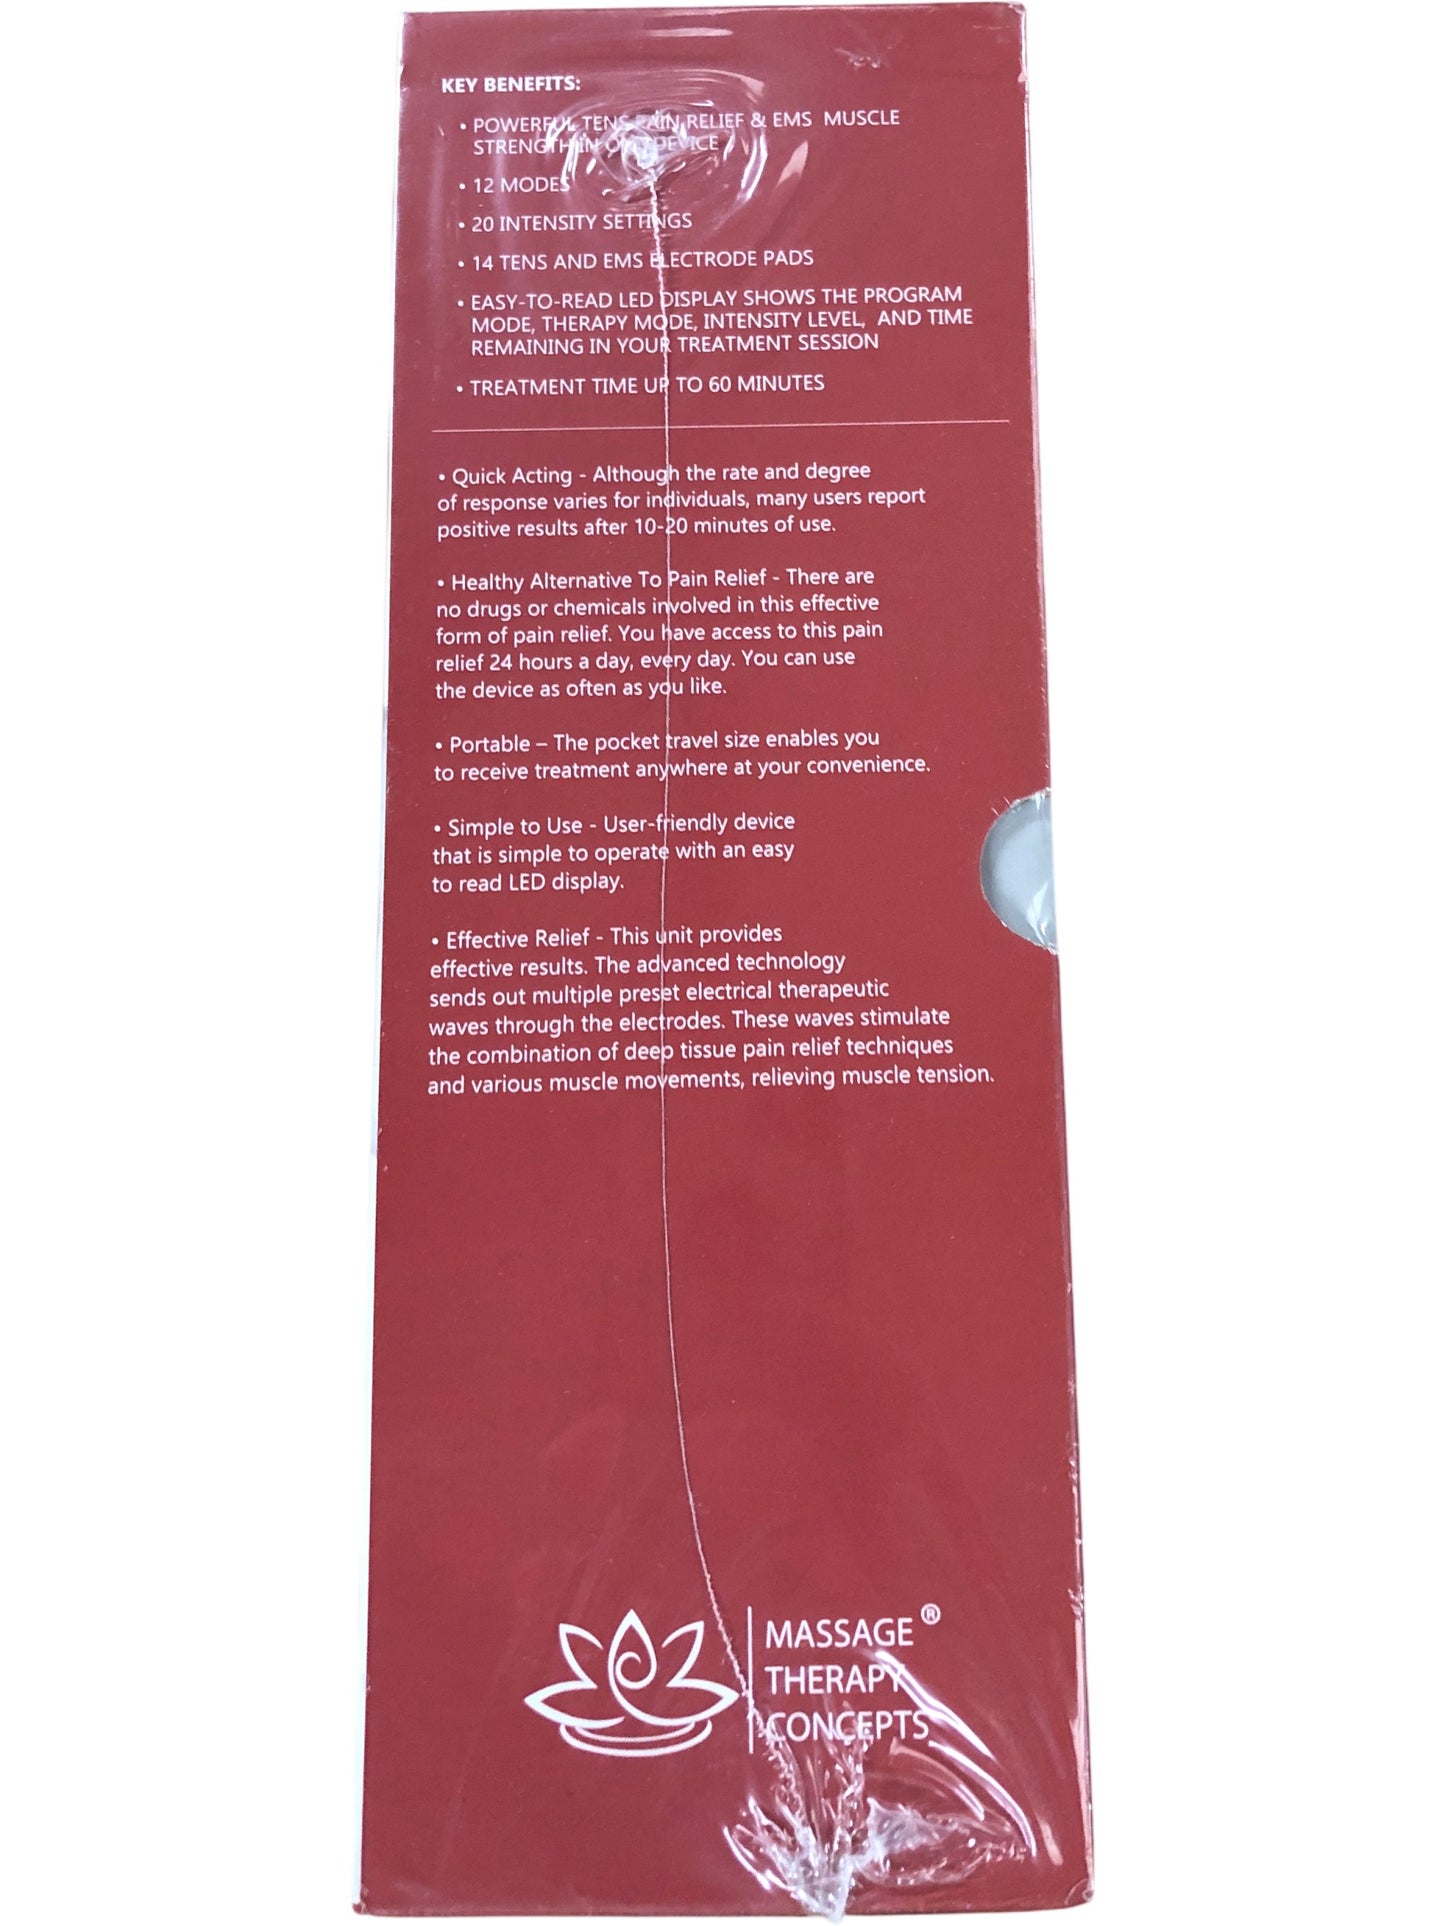 KEY BENEFITS:
• POWERFUL TENS PAIN RELIEF & EMS MUSCLE
STRENGTH IN ONE DEVICE
• 12 MODES
• 20 INTENSITY SETTINGS
• 14 TENS AND EMS ELECTRODE PADS
• EASY-TO-READ LED DISPLAY SHOWS THE PROGRAM
MODE, THERAPY MODE, INTENSITY LEVEL, AND TIME
REMAINING IN YOUR TREATMENT SESSION
• TREATMENT TIME UP TO 60 MINUTES
• Quick Acting - Although the rate and degree
of response varies for individuals, many users report
positive results after 10-20 minutes of use.
• Healthy Alternative To Pain Relief - There are
no drugs or chemicals involved in this effective
form of pain relief. You have access to this pain
relief 24 hours a day, every day. You can use
the device as often as you like.
• Portable – The pocket travel size enables you
to receive treatment anywhere at your convenience.
• Simple to Use - User-friendly device
that is simple to operate with an easy
to read LED display.
• Effective Relief - This unit provides
effective results. The advanced technology
sends out multiple preset electrical therapeutic
waves through the electrodes. These waves stimulate
the combination of deep tissue pain relief techniques
and various muscle movements, relieving muscle tension.
MASSAGE ®
THERAPY
CONCEPTS